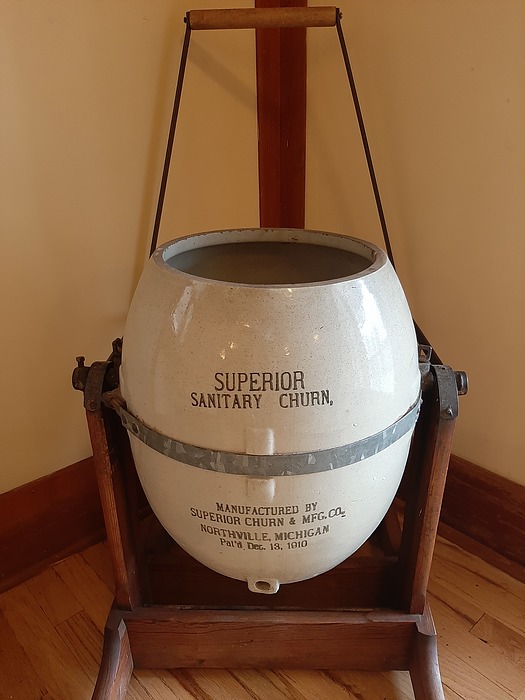 SUPERIOR
SANITARY CHURN,
MANUFACTURED BY
SUPERIOR CHURN & MFG. CO.
NORTHVILLE, MICHIGAN
Pat'd Dec. 13, 1910